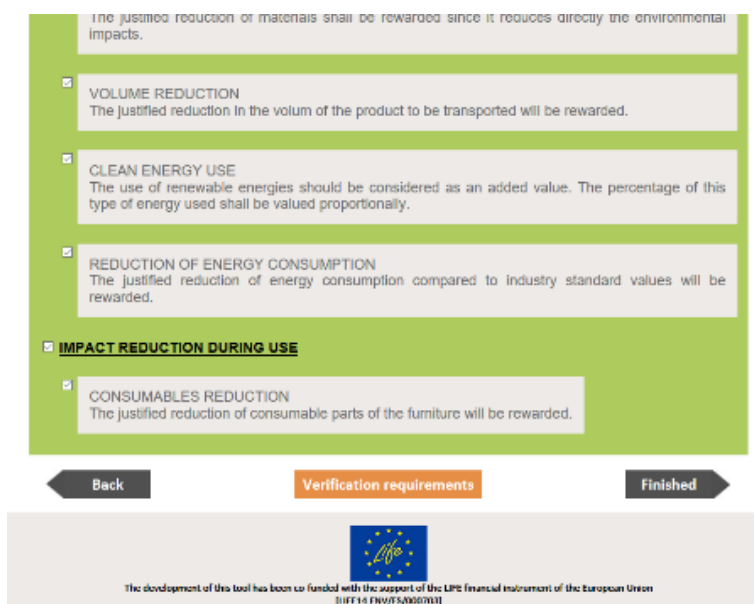 The justified reduction of materials shall be rewarded since it reduces directly the environmental
impacts.
VOLUME REDUCTION
The justified reduction in the volum of the product to be transported will be rewarded.
CLEAN ENERGY USE
The use of renewable energies should be considered as an added value. The percentage of this
type of energy used shall be valued proportionally.
REDUCTION OF ENERGY CONSUMPTION
The justified reduction of energy consumption compared to industry standard values will be
rewarded.
IMPACT REDUCTION DURING USE
CONSUMABLES REDUCTION
The justified reduction of consumable parts of the furniture will be rewarded.
Back
Verification requirements
Finished
Life
The development of this tool has been co funded with the support of the LIFE financial instrument of the European Union
[LIFE14 ENV/ES/000703]